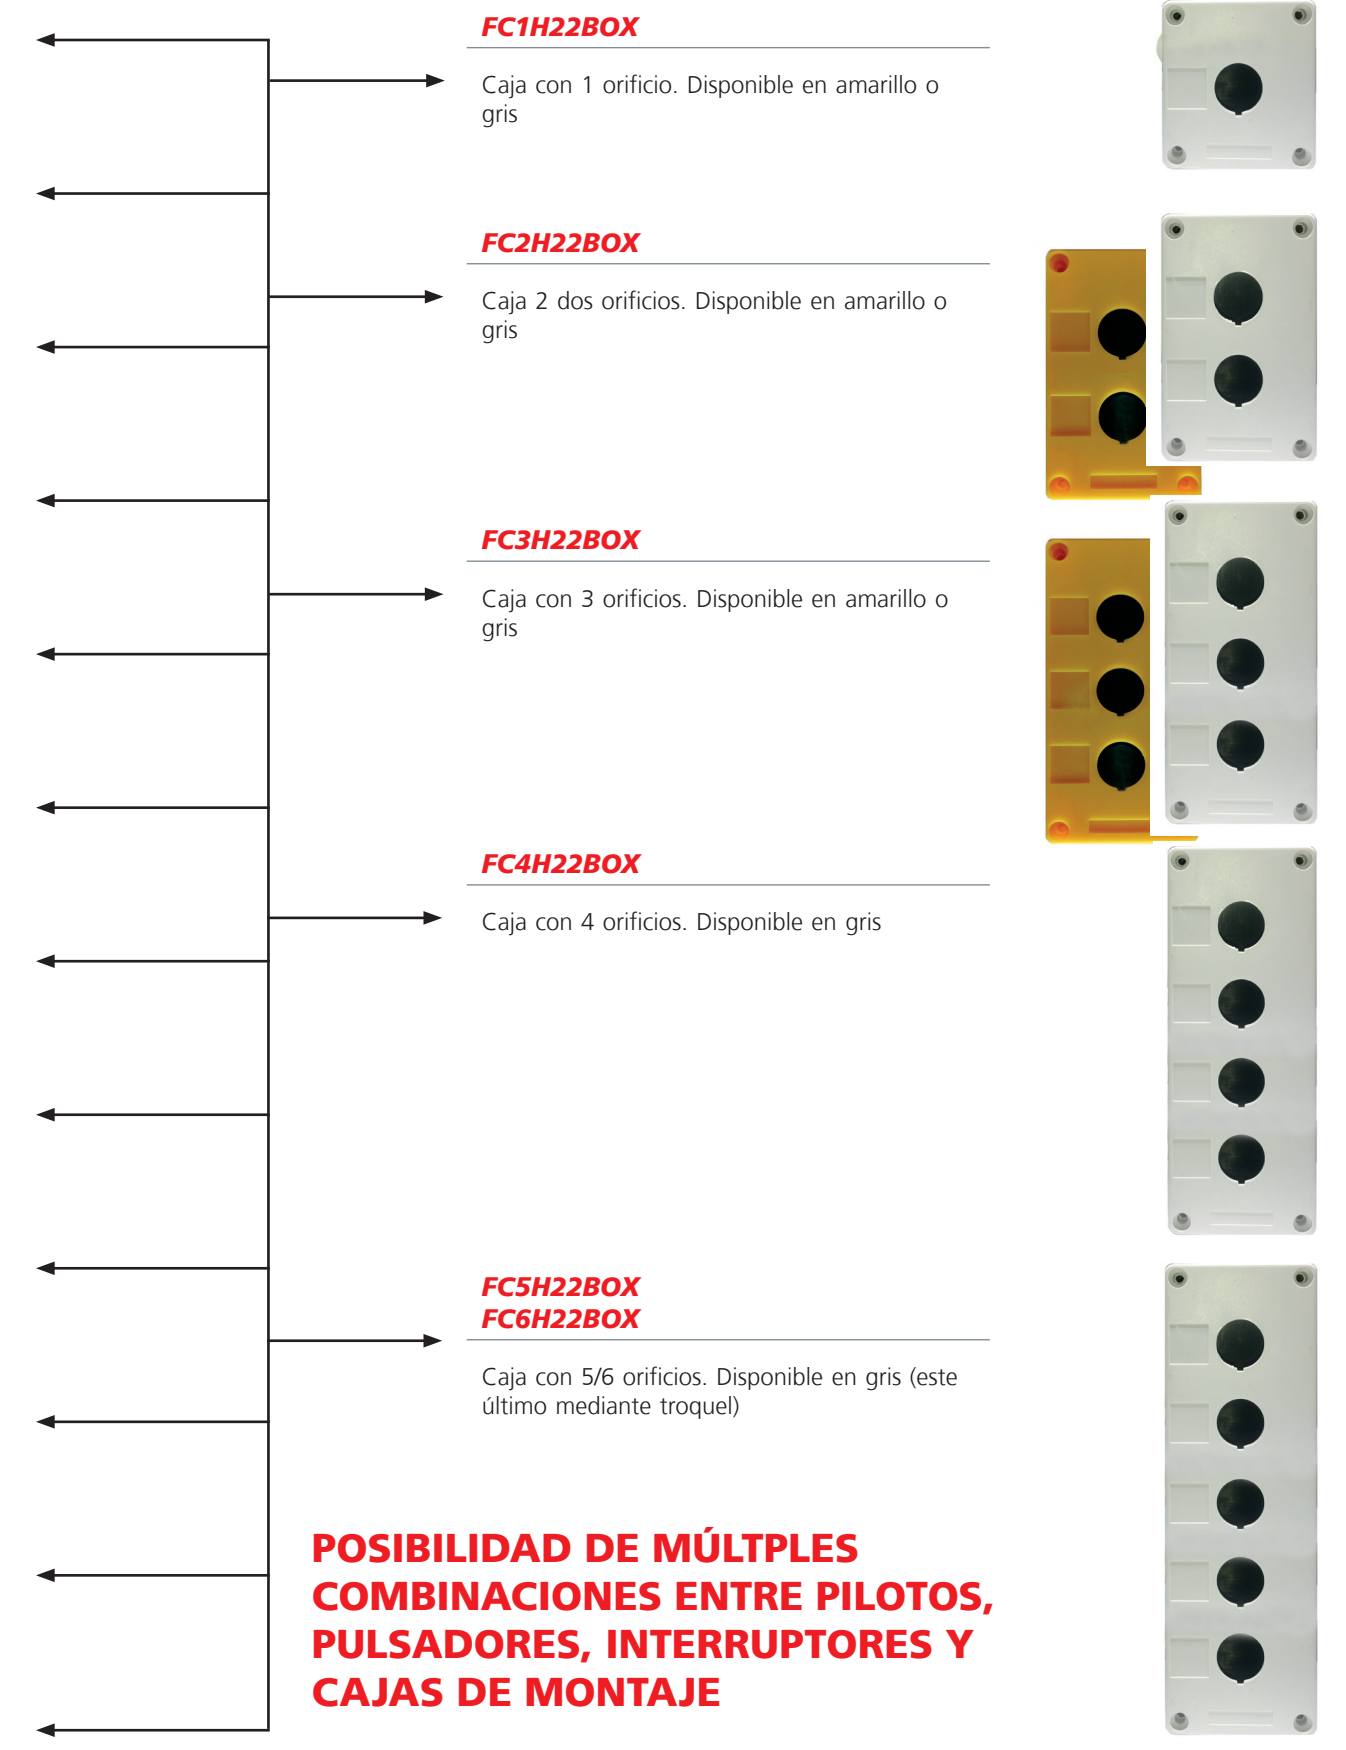 FC1H22BOX
Caja con 1 orificio. Disponible en amarillo o
gris
FC2H22BOX
Caja 2 dos orificios. Disponible en amarillo o
gris
FC3H22BOX
Caja con 3 orificios. Disponible en amarillo o
gris
FC4H22BOX
Caja con 4 orificios. Disponible en gris
FC5H22BOX
FC6H22BOX
Caja con 5/6 orificios. Disponible en gris (este
último mediante troquel)
POSIBILIDAD DE MÚLTPLES
COMBINACIONES ENTRE PILOTOS,
PULSADORES, INTERRUPTORES Y
CAJAS DE MONTAJE